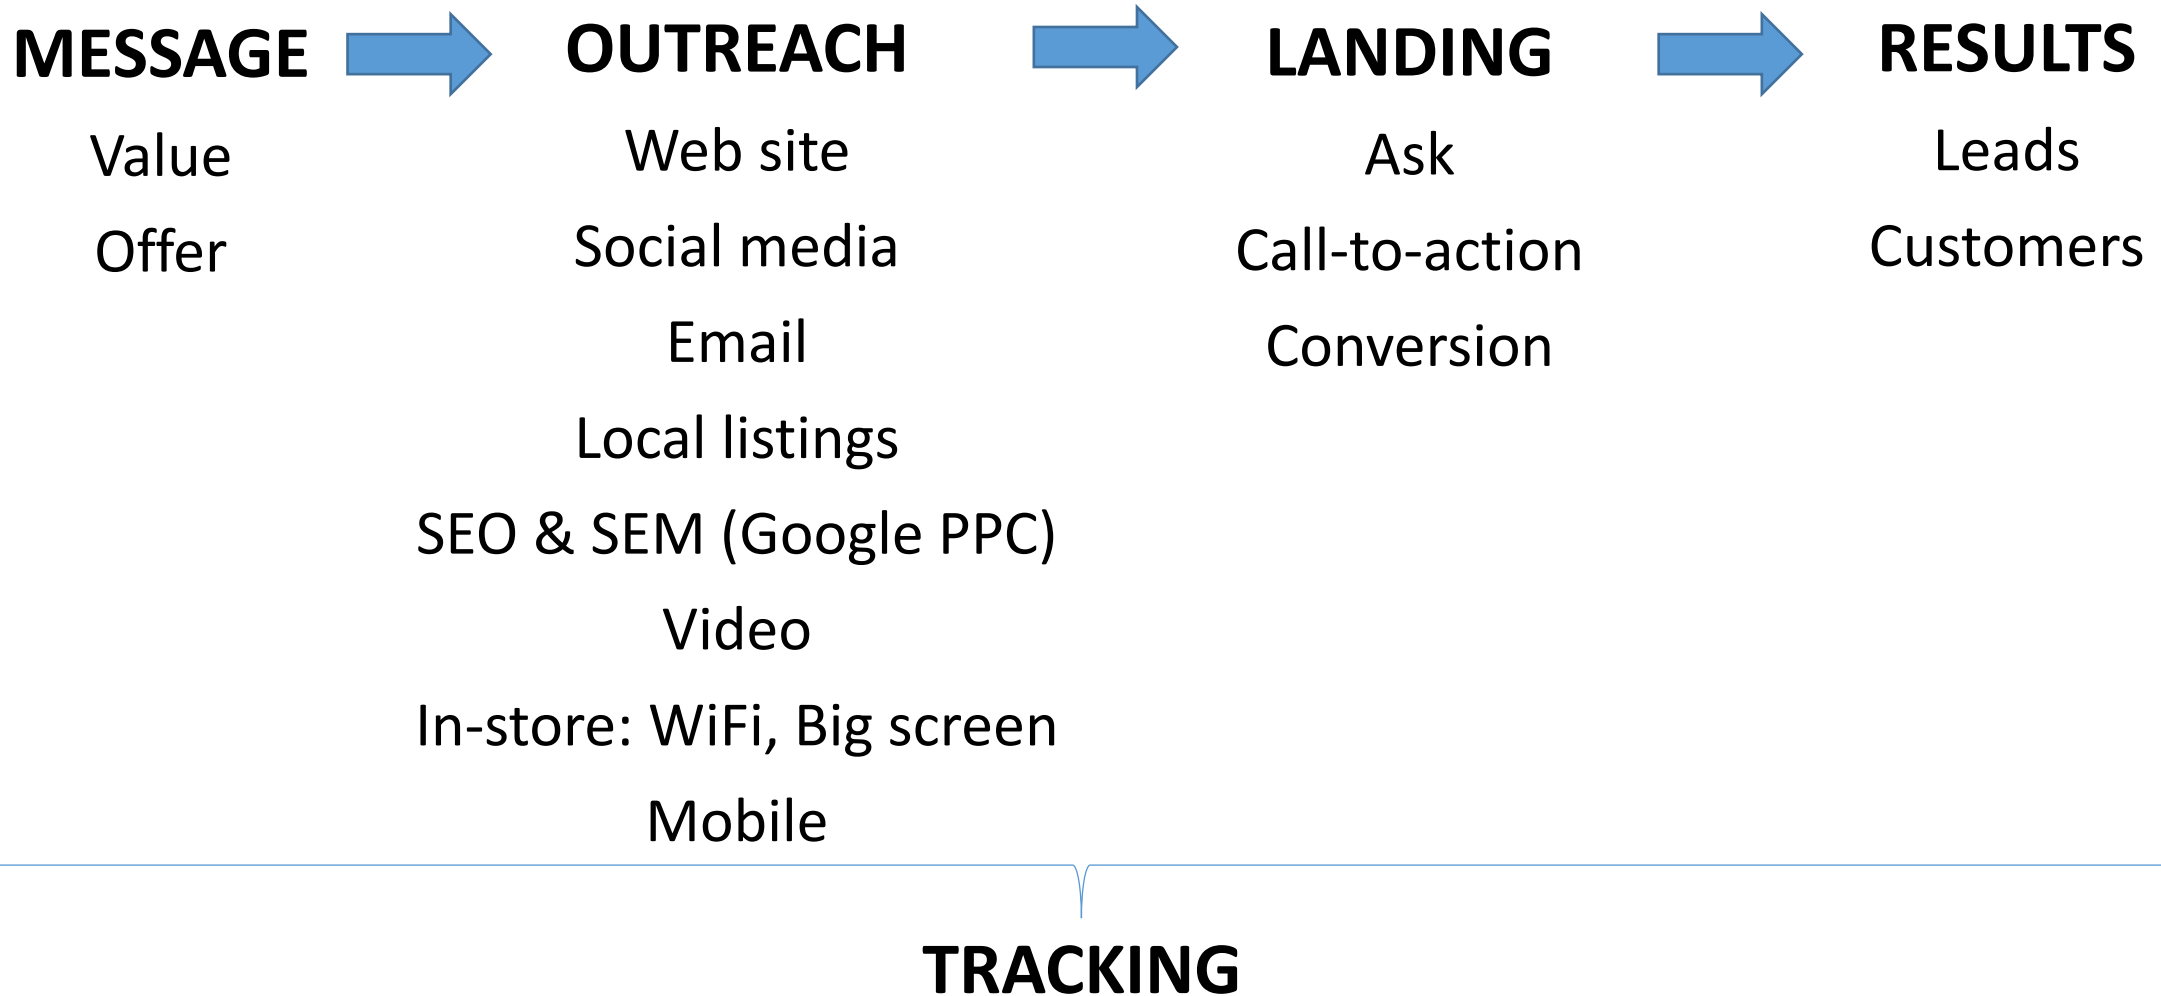 MESSAGE
Value
Offer
OUTREACH
Web site
Social media
Email
Local listings
SEO & SEM (Google PPC)
Video
In-store: WiFi, Big screen
Mobile
LANDING
Ask
Call-to-action
Conversion
RESULTS
Leads
Customers
TRACKING